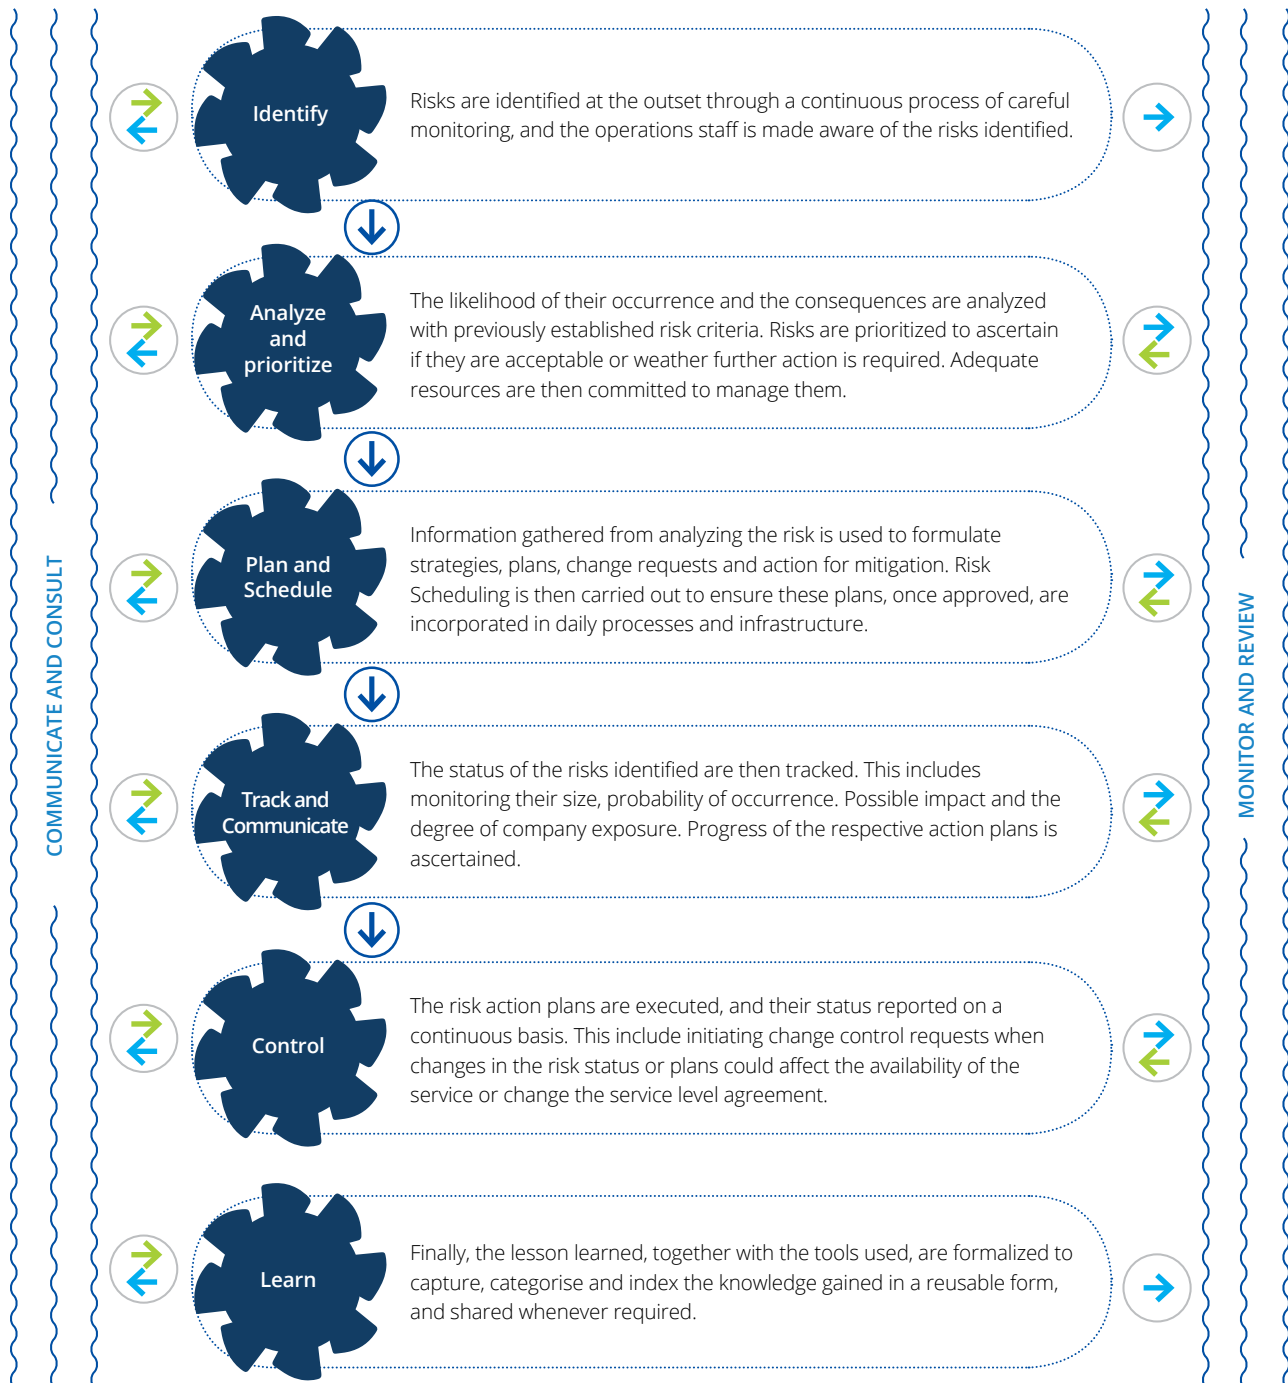 Identify
Risks are identified at the outset through a continuous process of careful
monitoring, and the operations staff is made aware of the risks identified.
Analyze
and
prioritize
The likelihood of their occurrence and the consequences are analyzed
with previously established risk criteria. Risks are prioritized to ascertain
if they are acceptable or weather further action is required. Adequate
resources are then committed to manage them.
COMMUNICATE AND CONSULT
Plan and
Schedule
Information gathered from analyzing the risk is used to formulate
strategies, plans, change requests and action for mitigation. Risk
Scheduling is then carried out to ensure these plans, once approved, are
incorporated in daily processes and infrastructure.
MONITOR AND REVIEW
Track and
Communicate
The status of the risks identified are then tracked. This includes
monitoring their size, probability of occurrence. Possible impact and the
degree of company exposure. Progress of the respective action plans is
ascertained.
Control
The risk action plans are executed, and their status reported on a
continuous basis. This include initiating change control requests when
changes in the risk status or plans could affect the availability of the
service or change the service level agreement.
Learn
Finally, the lesson learned, together with the tools used, are formalized to
capture, categorise and index the knowledge gained in a reusable form,
and shared whenever required.